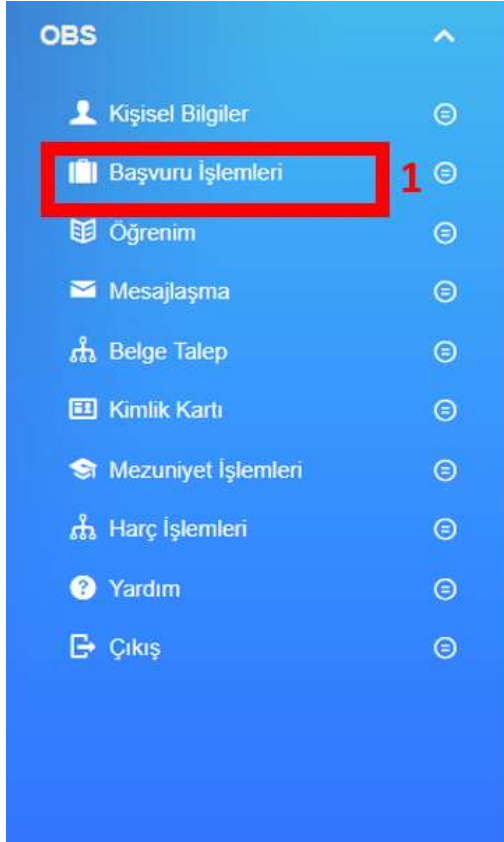 OBS
Kişisel Bilgiler
Başvuru İşlemleri 1
Öğrenim
Mesajlaşma
Belge Talep
Kimlik Kartı
Mezuniyet İşlemleri
Harç İşlemleri
Yardım
Çıkış